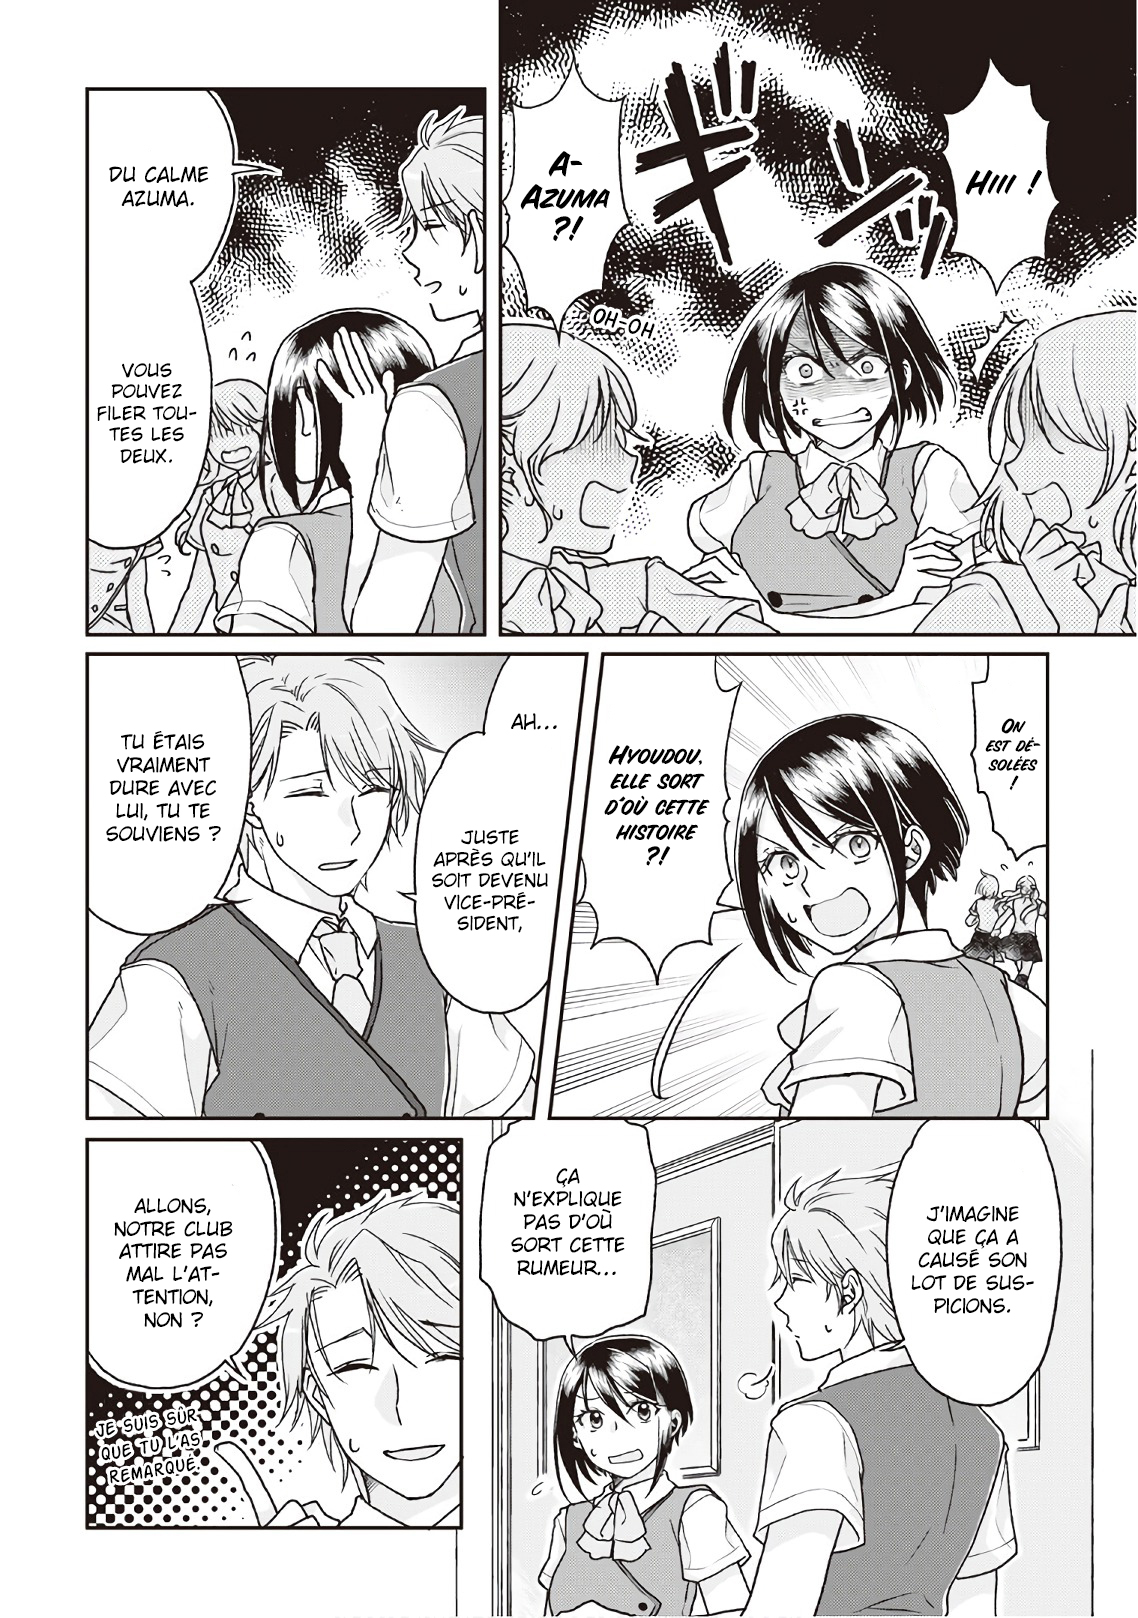 HIII !
ギャッ
A-
AZUMA
?!
OH-OH
DU CALME
AZUMA.
VOUS
POUVEZ
FILER TOU-
TES LES
DEUX.
ON
EST DÉ-
SOLÉES
!
HYOUDOU,
ELLE SORT
D'OÙ CETTE
HISTOIRE
?!
AH...
JUSTE
APRÈS QU'IL
SOIT DEVENU
VICE-PRÉ-
SIDENT,
TU ÉTAIS
VRAIMENT
DURE AVEC
LUI, TU TE
SOUVIENS ?
J'IMAGINE
QUE ÇA A
CAUSÉ SON
LOT DE SUS-
PICIONS.
ÇA
N'EXPLIQUE
PAS D'OÙ
SORT CETTE
RUMEUR...
ALLONS,
NOTRE CLUB
ATTIRE PAS
MAL L'AT-
TENTION,
NON ?
JE SUIS SÛR
QUE TU L'AS
REMARQUÉ.